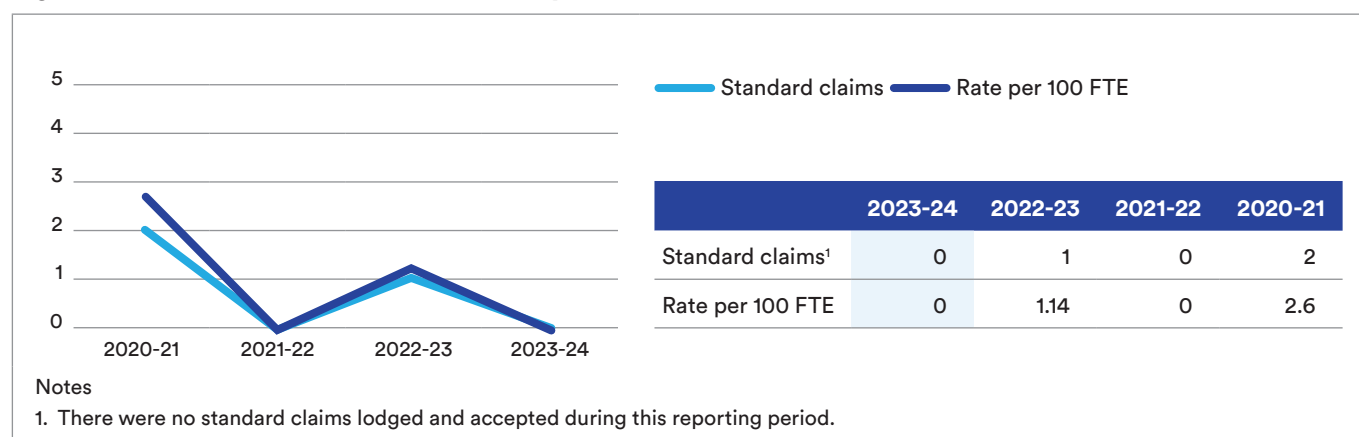 5
4
3
2
1
0
2020-21 2021-22 2022-23 2023-24
Standard claims Rate per 100 FTE
2023-24 2022-23 2021-22 2020-21
Standard claims¹ 0 1 0 2
Rate per 100 FTE 0 1.14 0 2.6
Notes
1. There were no standard claims lodged and accepted during this reporting period.